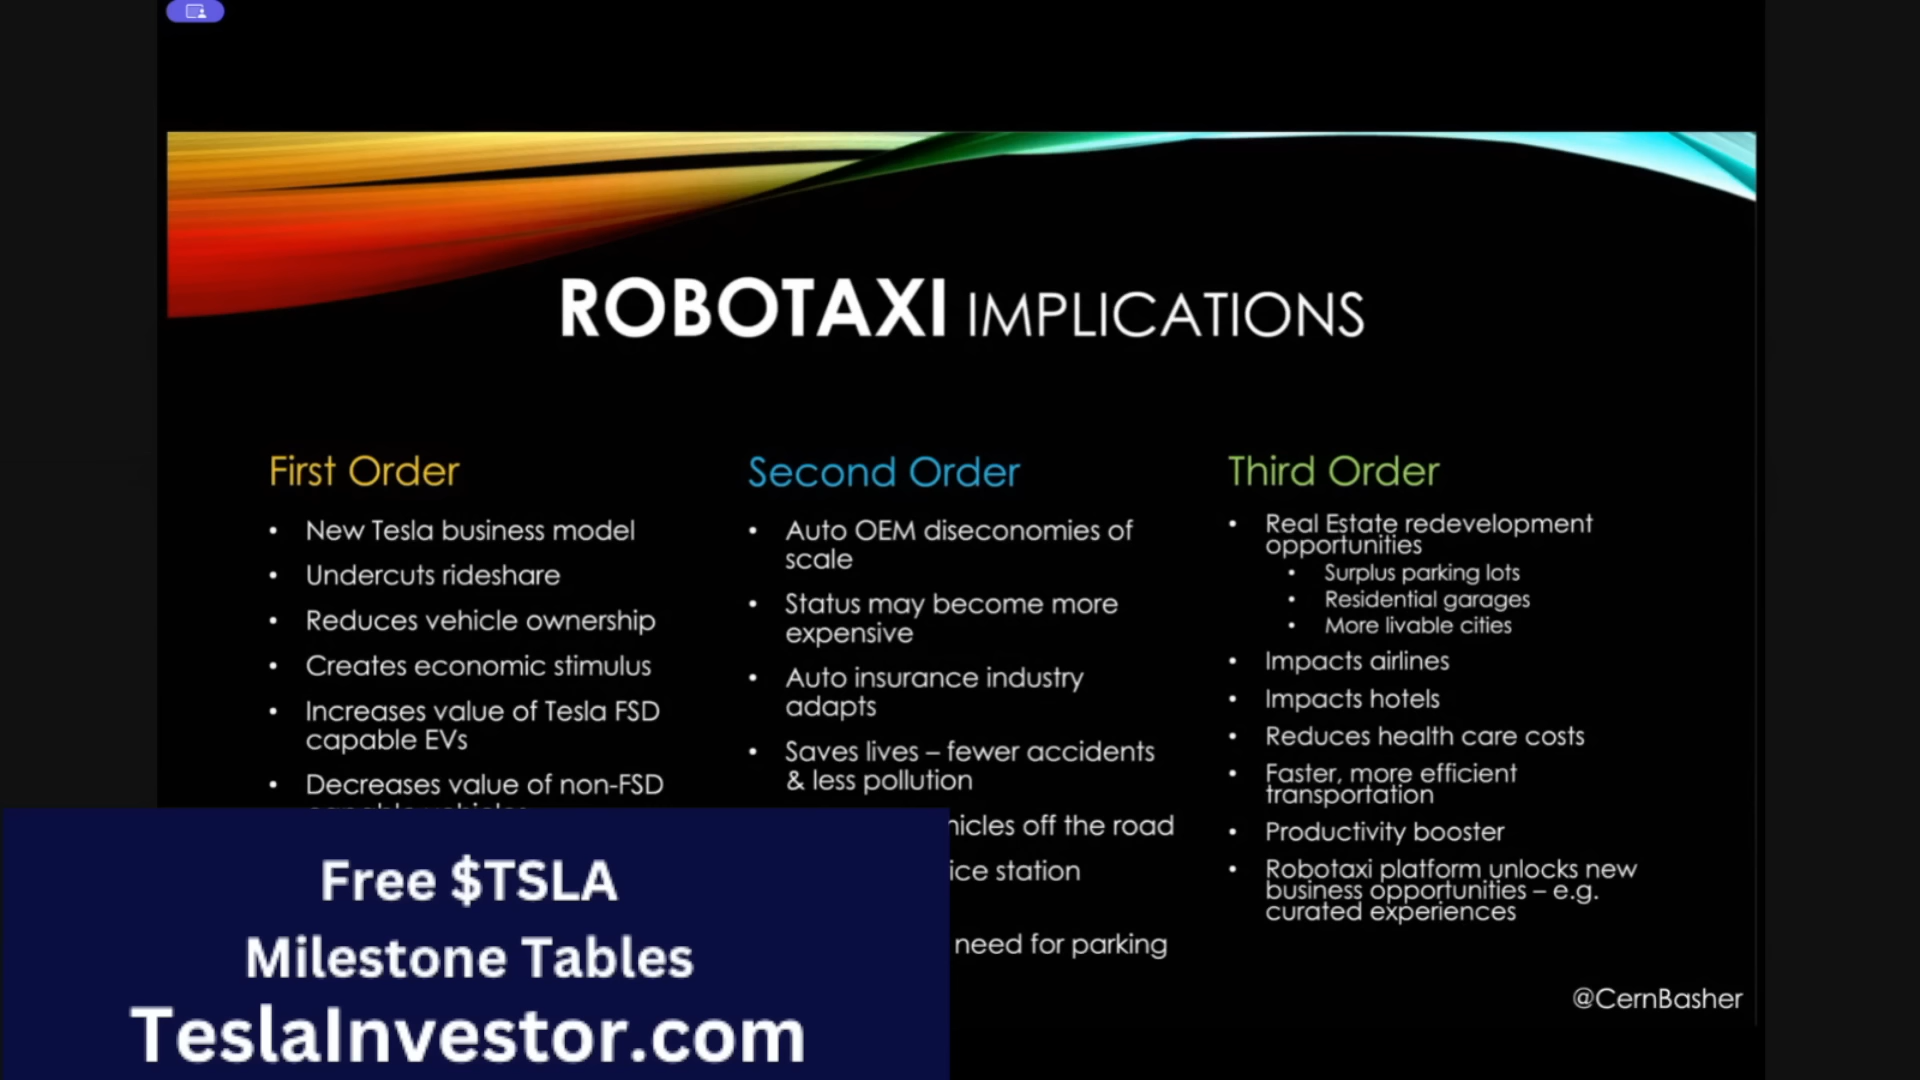 ROBOTAXI IMPLICATIONS
First Order
• New Tesla business model
• Undercuts rideshare
• Reduces vehicle ownership
• Creates economic stimulus
• Increases value of Tesla FSD
capable EVs
• Decreases value of non-FSD
Second Order
• Auto OEM diseconomies of
scale
• Status may become more
expensive
• Auto insurance industry
adapts
• Saves lives – fewer accidents
& less pollution
off the road
station
need for parking
Third Order
• Real Estate redevelopment
opportunities
• Surplus parking lots
• Residential garages
• More livable cities
• Impacts airlines
• Impacts hotels
• Reduces health care costs
• Faster, more efficient
transportation
• Productivity booster
• Robotaxi platform unlocks new
business opportunities – e.g.
curated experiences
@CernBasher
Free $TSLA
Milestone Tables
TeslaInvestor.com